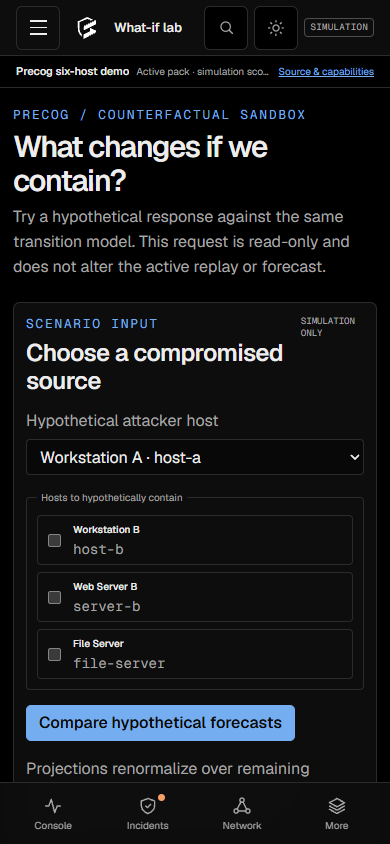 What-if lab
SIMULATION
Precog six-host demo Active pack · simulation sco... Source & capabilities
PRECOG / COUNTERFACTUAL SANDBOX
What changes if we
contain?
Try a hypothetical response against the same
transition model. This request is read-only and
does not alter the active replay or forecast.
SCENARIO INPUT
SIMULATION
ONLY
Choose a compromised
source
Hypothetical attacker host
Workstation A · host-a
Hosts to hypothetically contain
Workstation B
host-b
Web Server B
server-b
File Server
file-server
Compare hypothetical forecasts
Projections renormalize over remaining
Console Incidents Network More